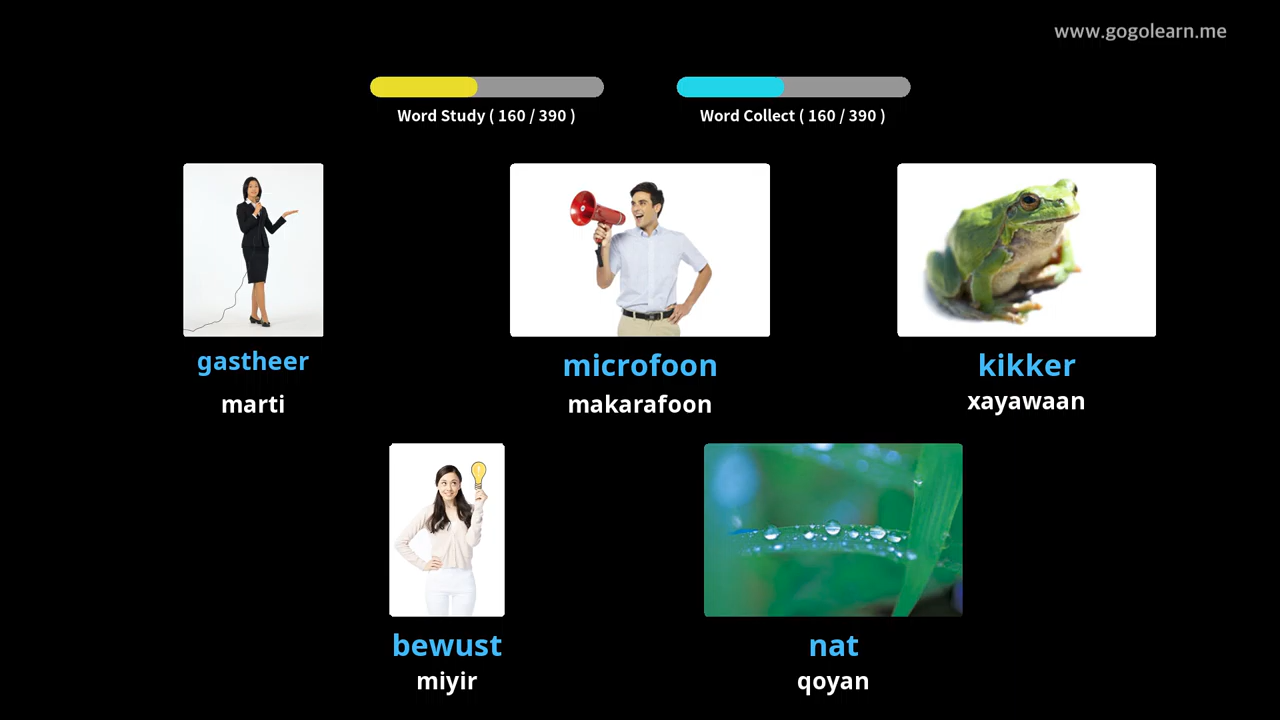 www.gogolearn.me
Word Study ( 160 / 390 )
Word Collect ( 160 / 390 )
gastheer
marti
microfoon
makarafoon
kikker
xayawaan
bewust
miyir
nat
qoyan